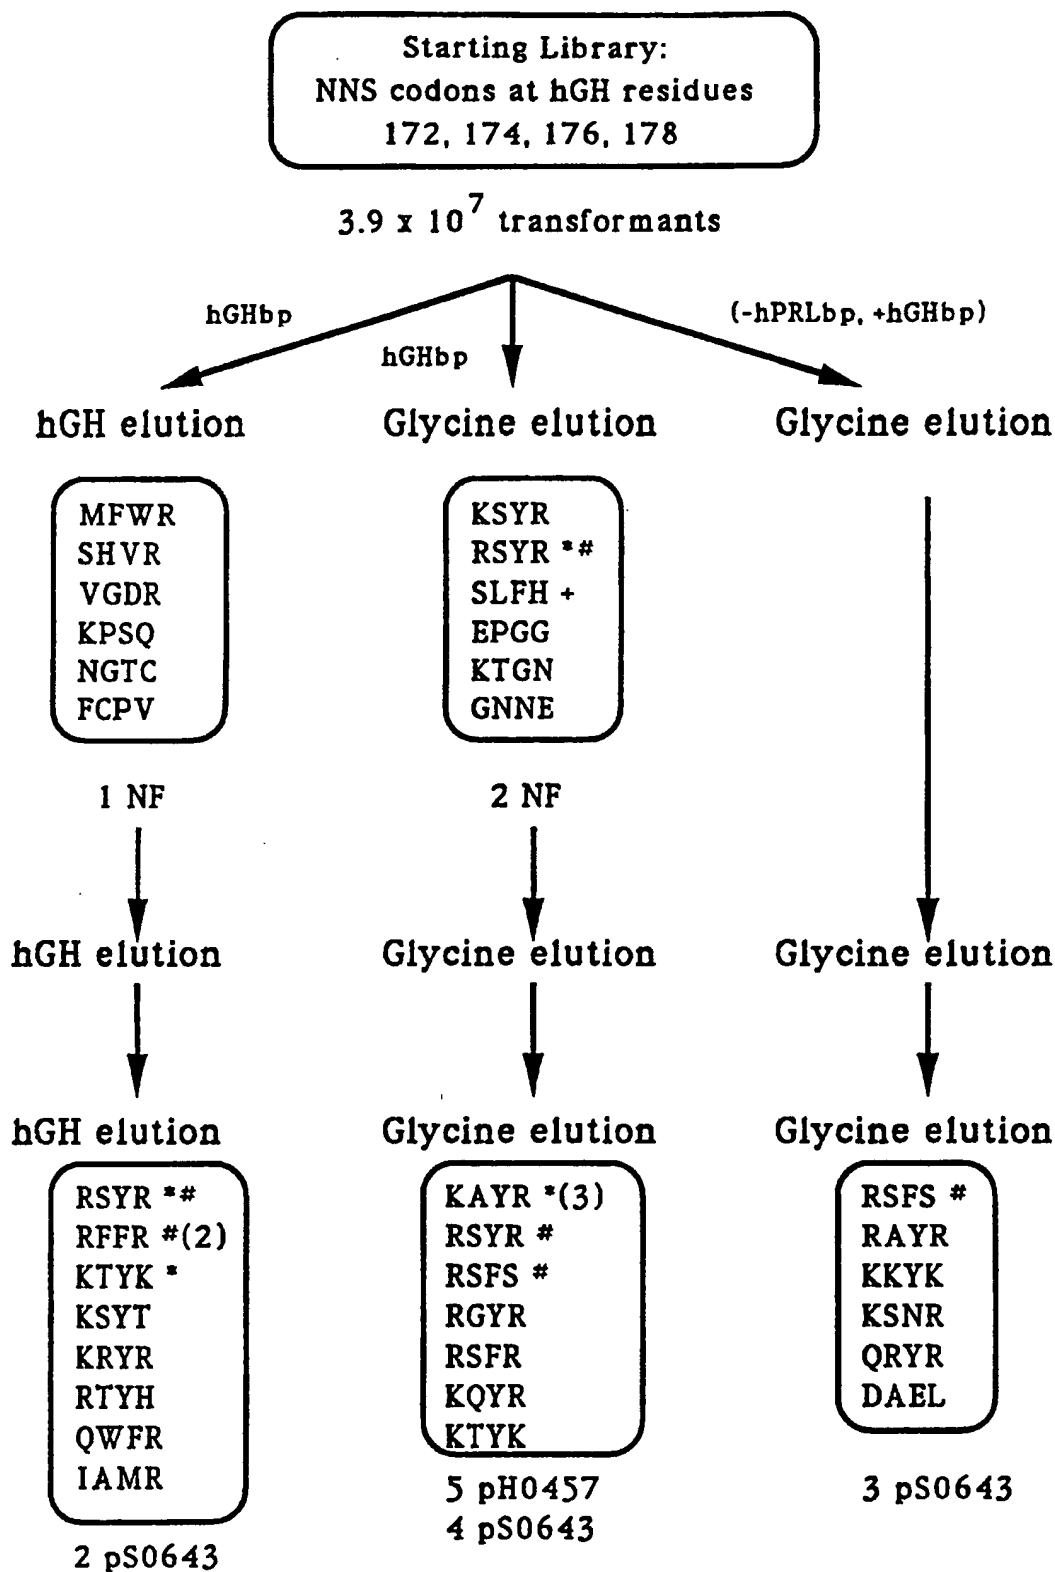 Starting Library:
NNS codons at hGH residues
172, 174, 176, 178
3.9 x 10^7 transformants
hGHbp
hGHbp
(-hPRLbp, +hGHbp)
hGH elution
MFWR
SHVR
VGDR
KPSQ
NGTC
FCPV
1 NF
hGH elution
hGH elution
RSYR *#
RFFR #(2)
KTYK *
KSYT
KRYR
RTYH
QWFR
IAMR
2 pS0643
Glycine elution
KSYR
RSYR *#
SLFH +
EPGG
KTGN
GNNE
2 NF
Glycine elution
Glycine elution
KAYR *(3)
RSYR #
RSFS #
RGYR
RSFR
KQYR
KTYK
5 pH0457
4 pS0643
Glycine elution
Glycine elution
Glycine elution
RSFS #
RAYR
KKYK
KSNR
QRYR
DAEL
3 pS0643